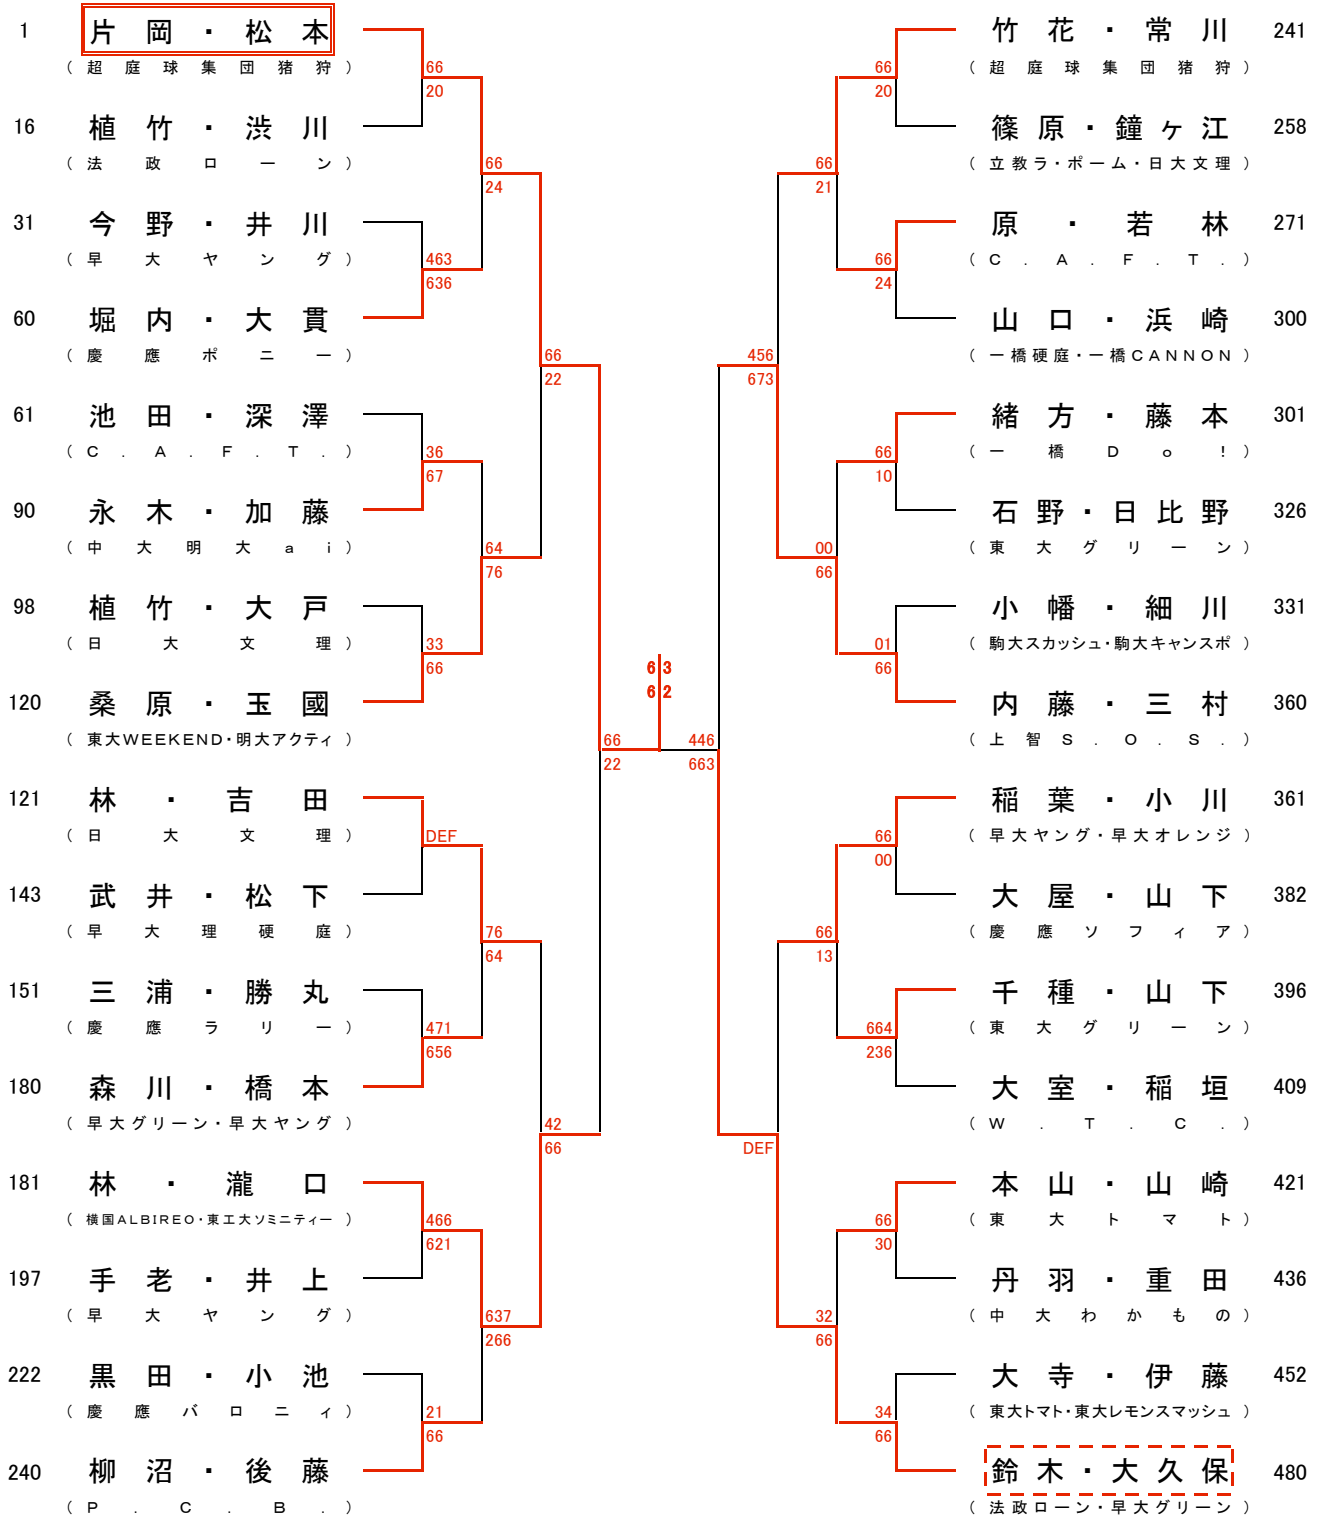 1 片岡・松本
(超庭球集団猪狩)
66
20
16 植竹・渋川
(法政ローン)
66
24
31 今野・井川
(早大ヤング)
463
636
60 堀内・大貫
(慶應ポニー)
66
22
61 池田・深澤
(C.A.F.T.)
36
67
90 永木・加藤
(中大明大ai)
64
76
98 植竹・大戸
(日大文理)
33
66
120 桑原・玉國
(東大WEEKEND・明大アクティ)
66
22
121 林・吉田
(日大文理)
DEF
143 武井・松下
(早大理硬庭)
76
64
151 三浦・勝丸
(慶應ラリー)
471
656
180 森川・橋本
(早大グリーン・早大ヤング)
42
66
181 林・瀧口
(横国ALBIREO・東工大ソミニティー)
466
621
197 手老・井上
(早大ヤング)
637
266
222 黒田・小池
(慶應バロニィ)
21
66
240 柳沼・後藤
(P.C.B.)
63
62
竹花・常川 241
(超庭球集団猪狩)
66
20
篠原・鐘ヶ江 258
(立教ラ・ポーム・日大文理)
66
21
原・若林 271
(C.A.F.T.)
66
24
山口・浜崎 300
(一橋硬庭・一橋CANNON)
456
673
緒方・藤本 301
(一橋Do!)
66
10
石野・日比野 326
(東大グリーン)
00
66
小幡・細川 331
(駒大スカッシュ・駒大キャンスポ)
01
66
内藤・三村 360
(上智S.O.S.)
446
663
稲葉・小川 361
(早大ヤング・早大オレンジ)
66
00
大屋・山下 382
(慶應ソフィア)
66
13
千種・山下 396
(東大グリーン)
664
236
大室・稲垣 409
(W.T.C.)
DEF
本山・山崎 421
(東大トマト)
66
30
丹羽・重田 436
(中大わかもの)
32
66
大寺・伊藤 452
(東大トマト・東大レモンスマッシュ)
34
66
鈴木・大久保 480
(法政ローン・早大グリーン)